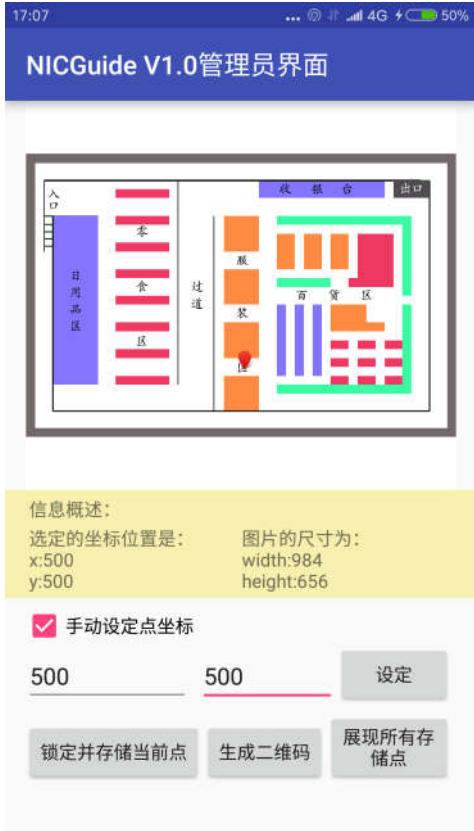 17:07 ... 4G 50%
NICGuide V1.0管理员界面
入口
收银台
出口
零
食
区
日用品区
过道
服
装
区
百货区
信息概述：
选定的坐标位置是：
x:500
y:500
图片的尺寸为：
width:984
height:656
手动设定点坐标
500
500
设定
锁定并存储当前点
生成二维码
展现所有存
储点